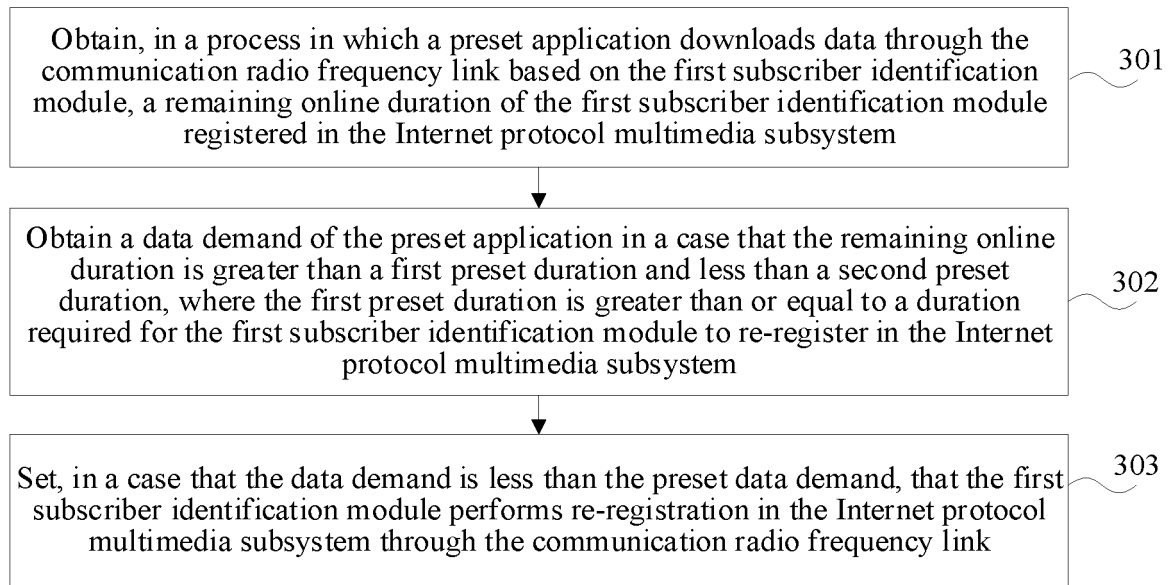 Obtain, in a process in which a preset application downloads data through the
communication radio frequency link based on the first subscriber identification
module, a remaining online duration of the first subscriber identification module
registered in the Internet protocol multimedia subsystem
301
Obtain a data demand of the preset application in a case that the remaining online
duration is greater than a first preset duration and less than a second preset
duration, where the first preset duration is greater than or equal to a duration
required for the first subscriber identification module to re-register in the Internet
protocol multimedia subsystem
302
Set, in a case that the data demand is less than the preset data demand, that the first
subscriber identification module performs re-registration in the Internet protocol
multimedia subsystem through the communication radio frequency link
303